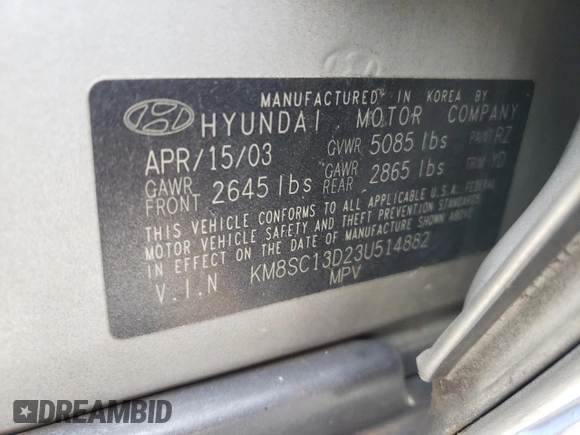 MANUFACTURED IN KOREA BY
HYUNDAI MOTOR COMPANY
APR/15/03 GVWR 5085 lbs PAINT RZ
GAWR FRONT 2645 lbs GAWR REAR 2865 lbs TRIM YD
THIS VEHICLE CONFORMS TO ALL APPLICABLE U.S.A. FEDERAL
MOTOR VEHICLE SAFETY AND THEFT PREVENTION STANDARDS
IN EFFECT ON THE DATE OF MANUFACTURE SHOWN ABOVE
V.I.N KM8SC13D23U514882
MPV
DREAMBID